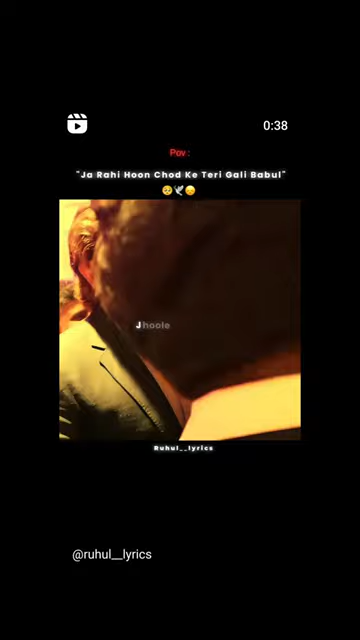 0:38
Pov :
"Ja Rahi Hoon Chod Ke Teri Gali Babul"
🥺🕊️😞
Jhoole
Ruhul__lyrics
@ruhul__lyrics